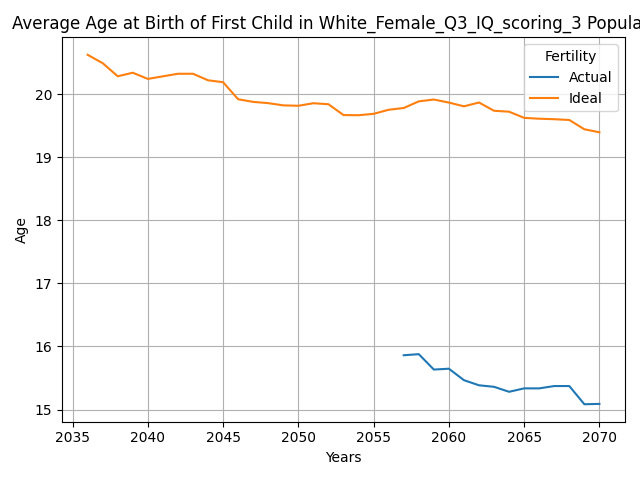 Average Age at Birth of First Child in White_Female_Q3_IQ_scoring_3 Popula
Fertility
Actual
Ideal
20
19
18
17
16
15
Age
2035 2040 2045 2050 2055 2060 2065 2070
Years